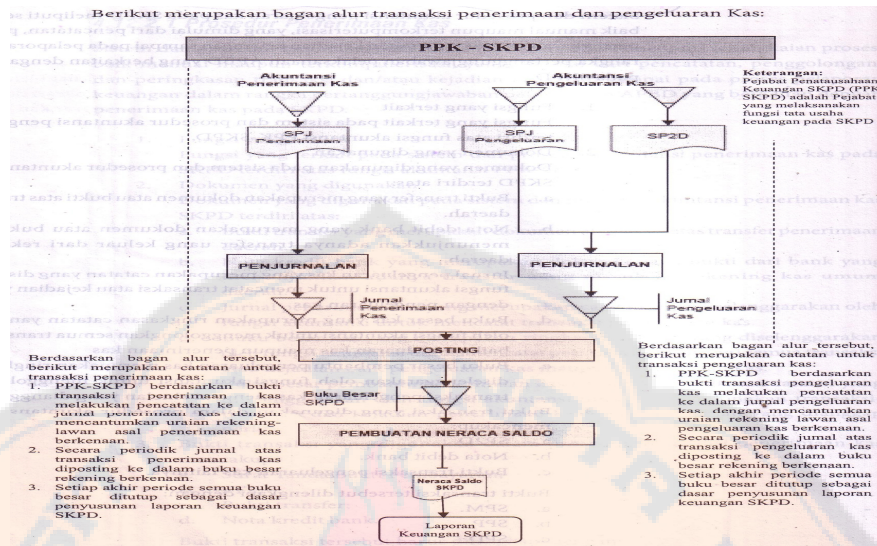 Berikut merupakan bagan alur transaksi penerimaan dan pengeluaran Kas:
PPK - SKPD
Akuntansi
Penerimaan Kas
Akuntansi
Pengeluaran Kas
Keterangan:
Pejabat Penatausahaan
Keuangan SKPD (PPK
SKPD) adalah Pejabat
yang melaksanakan
fungsi tata usaha
keuangan pada SKPD
SPJ
Penerimaan
SPJ
Pengeluaran
SP2D
PENJURNALAN
PENJURNALAN
Jurnal
Penerimaan
Kas
Jurnal
Pengeluaran
Kas
POSTING
Buku Besar
SKPD
PEMBUATAN NERACA SALDO
Neraca Saldo
SKPD
Laporan
Keuangan SKPD
Berdasarkan bagan alur tersebut,
berikut merupakan catatan untuk
transaksi penerimaan kas:
1. PPK-SKPD berdasarkan bukti
transaksi penerimaan kas
melakukan pencatatan ke dalam
jurnal penerimaan kas dengan
mencantumkan uraian rekening-
lawan asal penerimaan kas
berkenaan.
2. Secara periodik jurnal atas
transaksi penerimaan kas
diposting ke dalam buku besar
rekening berkenaan.
3. Setiap akhir periode semua buku
besar ditutup sebagai dasar
penyusunan laporan keuangan
SKPD.
Berdasarkan bagan alur tersebut,
berikut merupakan catatan untuk
transaksi pengeluaran kas:
1. PPK-SKPD berdasarkan
bukti transaksi pengeluaran
kas melakukan pencatatan
ke dalam jurnal pengeluaran
kas dengan mencantumkan
uraian rekening lawan asal
pengeluaran kas berkenaan.
2. Secara periodik jurnal atas
transaksi pengeluaran kas
diposting ke dalam buku
besar rekening berkenaan.
3. Setiap akhir periode semua
buku besar ditutup sebagai
dasar penyusunan laporan
keuangan SKPD.